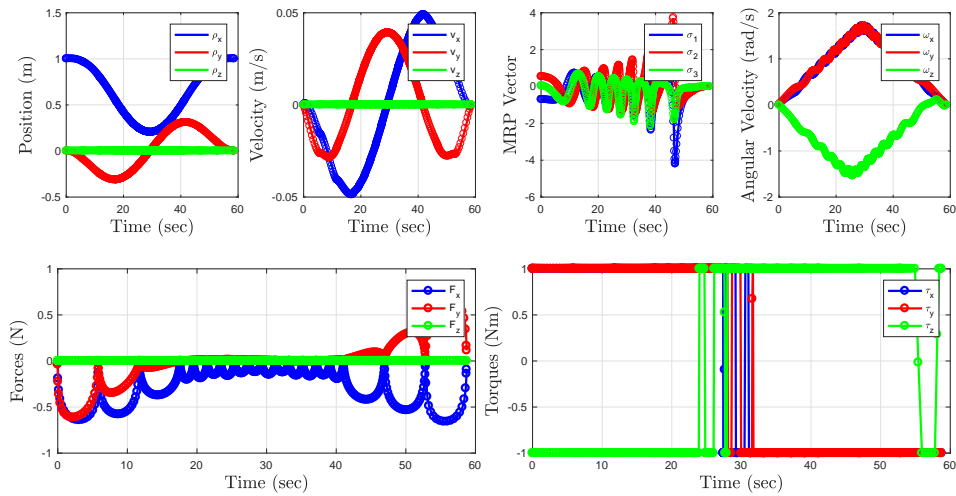 Position (m)
1.5
1
0.5
0
-0.5
0 20 40 60
Time (sec)
ρx
ρy
ρz
Velocity (m/s)
0.05
0
-0.05
0 20 40 60
Time (sec)
vx
vy
vz
MRP Vector
4
2
0
-2
-4
-6
0 20 40 60
Time (sec)
σ1
σ2
σ3
Angular Velocity (rad/s)
2
1
0
-1
-2
0 20 40 60
Time (sec)
ωx
ωy
ωz
Forces (N)
1
0.5
0
-0.5
-1
0 10 20 30 40 50 60
Time (sec)
Fx
Fy
Fz
Torques (Nm)
1
0.5
0
-0.5
-1
0 10 20 30 40 50 60
Time (sec)
τx
τy
τz